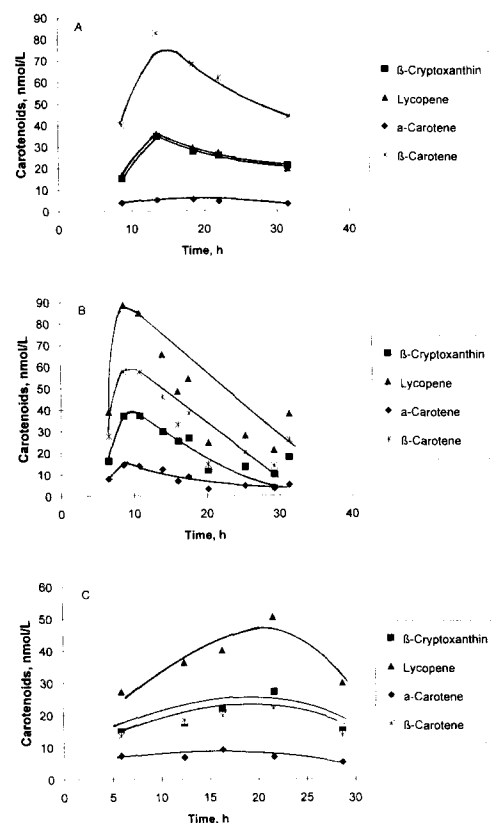 A
Carotenoids, nmol/L
90
80
70
60
50
40
30
20
10
0
0 10 20 30 40
Time, h
ß-Cryptoxanthin
Lycopene
a-Carotene
ß-Carotene
B
Carotenoids, nmol/L
90
80
70
60
50
40
30
20
10
0
0 10 20 30 40
Time, h
ß-Cryptoxanthin
Lycopene
a-Carotene
ß-Carotene
C
Carotenoids, nmol/L
60
50
40
30
20
10
0
0 5 10 15 20 25 30
Time, h
ß-Cryptoxanthin
Lycopene
a-Carotene
ß-Carotene